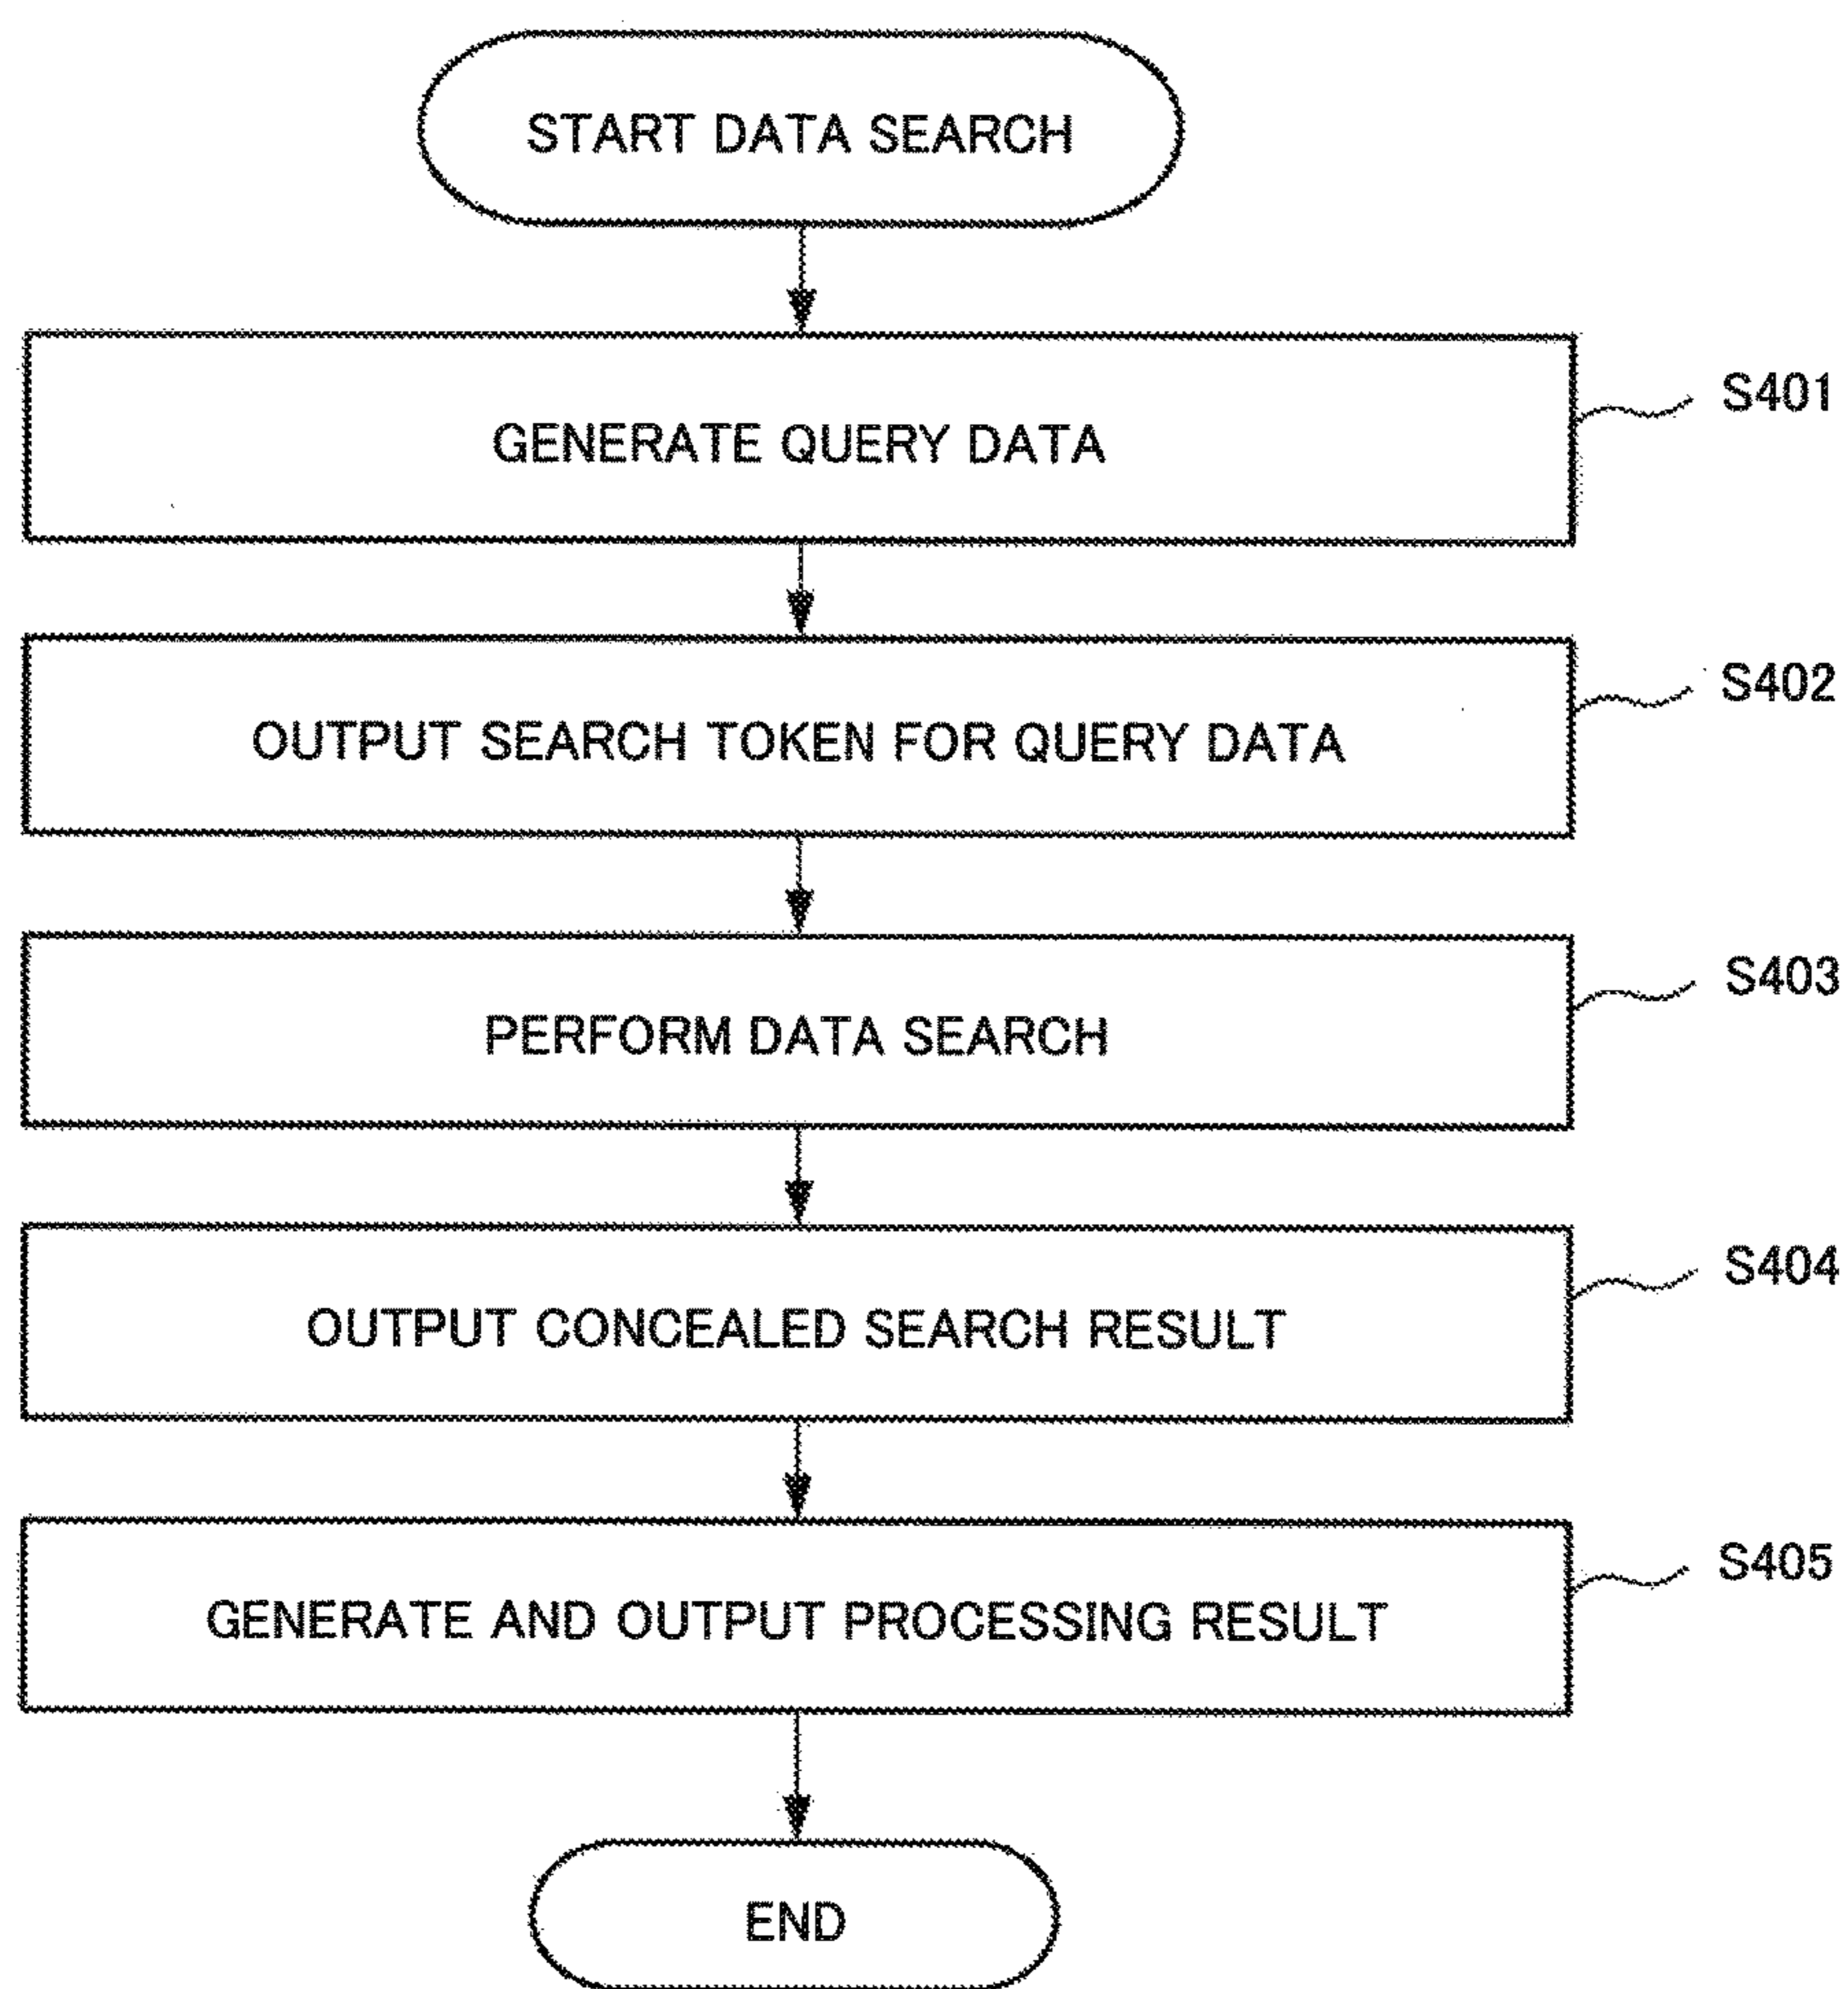 START DATA SEARCH
GENERATE QUERY DATA
S401
OUTPUT SEARCH TOKEN FOR QUERY DATA
S402
PERFORM DATA SEARCH
S403
OUTPUT CONCEALED SEARCH RESULT
S404
GENERATE AND OUTPUT PROCESSING RESULT
S405
END